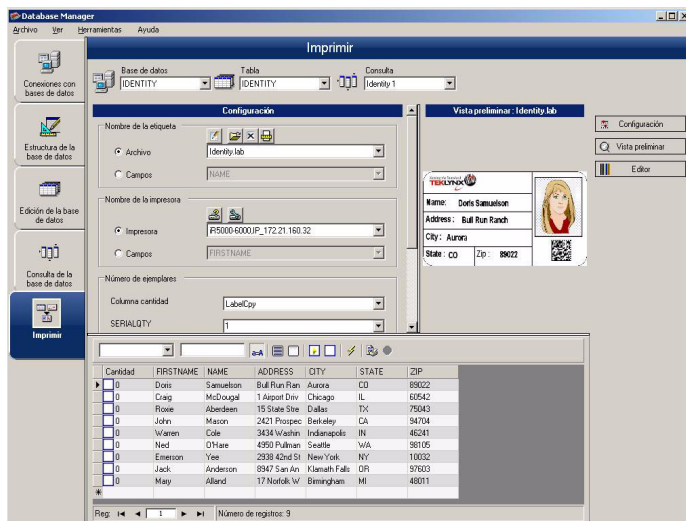 Database Manager
Archivo Ver Herramientas Ayuda
Imprimir
Conexiones con bases de datos
Estructura de la base de datos
Edición de la base de datos
Consulta de la base de datos
Imprimir
Base de datos
IDENTITY
Tabla
IDENTITY
Consulta
Identity 1
Configuración
Nombre de la etiqueta
Archivo
Identity.lab
Campos
NAME
Nombre de la impresora
Impresora
iR5000-6000,IP_172.21.160.32
Campos
FIRSTNAME
Número de ejemplares
Columna cantidad
LabelCpy
SERIALQTY
1
Vista preliminar : Identity.lab
TEKLYNX
Name: Doris Samuelson
Address : Bull Run Ranch
City : Aurora
State : CO Zip : 89022
Configuración
Vista preliminar
Editor
a=A
Cantidad FIRSTNAME NAME ADDRESS CITY STATE ZIP
0 Doris Samuelson Bull Run Ran Aurora CO 89022
0 Craig McDougal 1 Airport Driv Chicago IL 60542
0 Roxie Aberdeen 15 State Stre Dallas TX 75043
0 John Mason 2421 Prospec Berkeley CA 94704
0 Warren Cole 3434 Washin Indianapolis IN 46241
0 Ned O'Hare 4950 Pullman Seattle WA 98105
0 Emerson Yee 2938 42nd St New York NY 10032
0 Jack Anderson 8947 San An Klamath Falls OR 97603
0 Mary Alland 17 Norfolk W Birmingham MI 48011
Reg: 1 Número de registros: 9